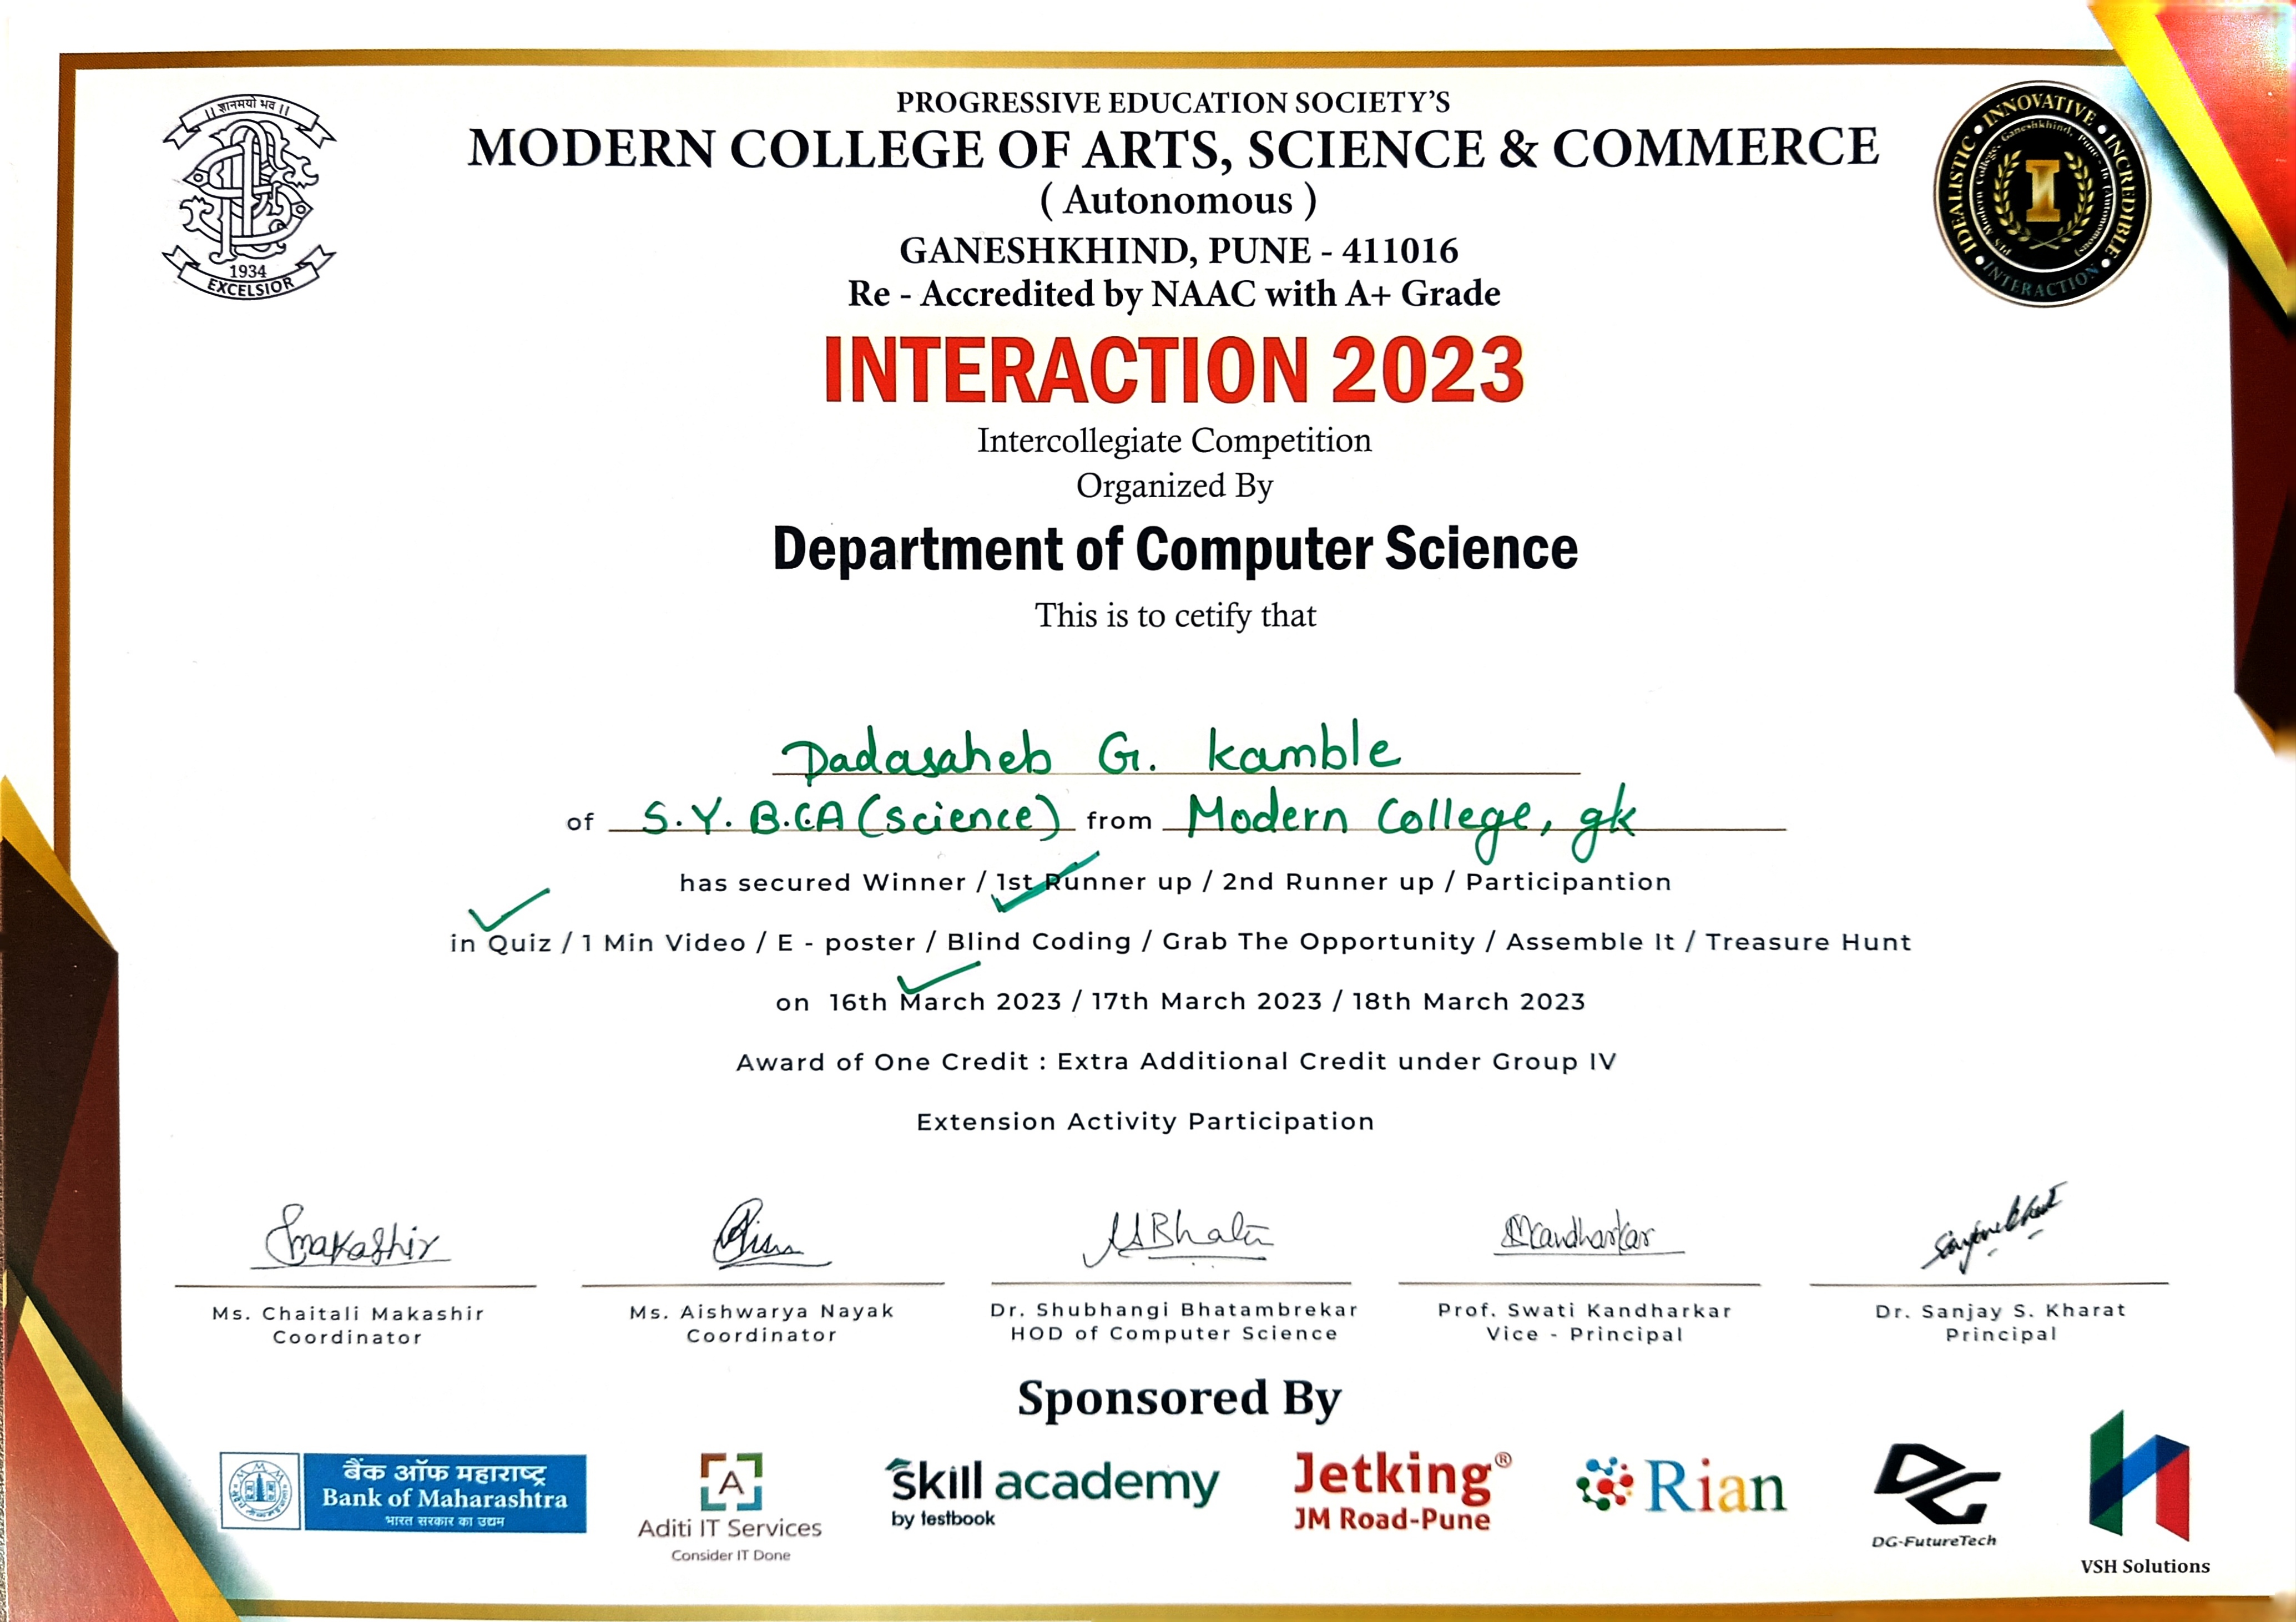 || ज्ञानमयो भव ||
1934
EXCELSIOR
PROGRESSIVE EDUCATION SOCIETY'S
MODERN COLLEGE OF ARTS, SCIENCE & COMMERCE
( Autonomous )
GANESHKHIND, PUNE - 411016
Re - Accredited by NAAC with A+ Grade
IDEALISTIC • INNOVATIVE • INCREDIBLE
PES Modern College, Ganeshkhind, Pune-16 (Autonomous)
I
• INTERACTION •
INTERACTION 2023
Intercollegiate Competition
Organized By
Department of Computer Science
This is to cetify that
Dadasaheb G. Kamble
of S.Y. B.CA (science) from Modern College, gk
has secured Winner / 1st Runner up / 2nd Runner up / Participantion
in Quiz / 1 Min Video / E - poster / Blind Coding / Grab The Opportunity / Assemble It / Treasure Hunt
on 16th March 2023 / 17th March 2023 / 18th March 2023
Award of One Credit : Extra Additional Credit under Group IV
Extension Activity Participation
Ms. Chaitali Makashir Ms. Aishwarya Nayak Dr. Shubhangi Bhatambrekar Prof. Swati Kandharkar Dr. Sanjay S. Kharat
Coordinator Coordinator HOD of Computer Science Vice - Principal Principal
Sponsored By
बैंक ऑफ महाराष्ट्र
Bank of Maharashtra
भारत सरकार का उद्यम
A
Aditi IT Services
Consider IT Done
skill academy
by testbook
Jetking®
JM Road-Pune
Rian
DG
DG-FutureTech
VSH Solutions